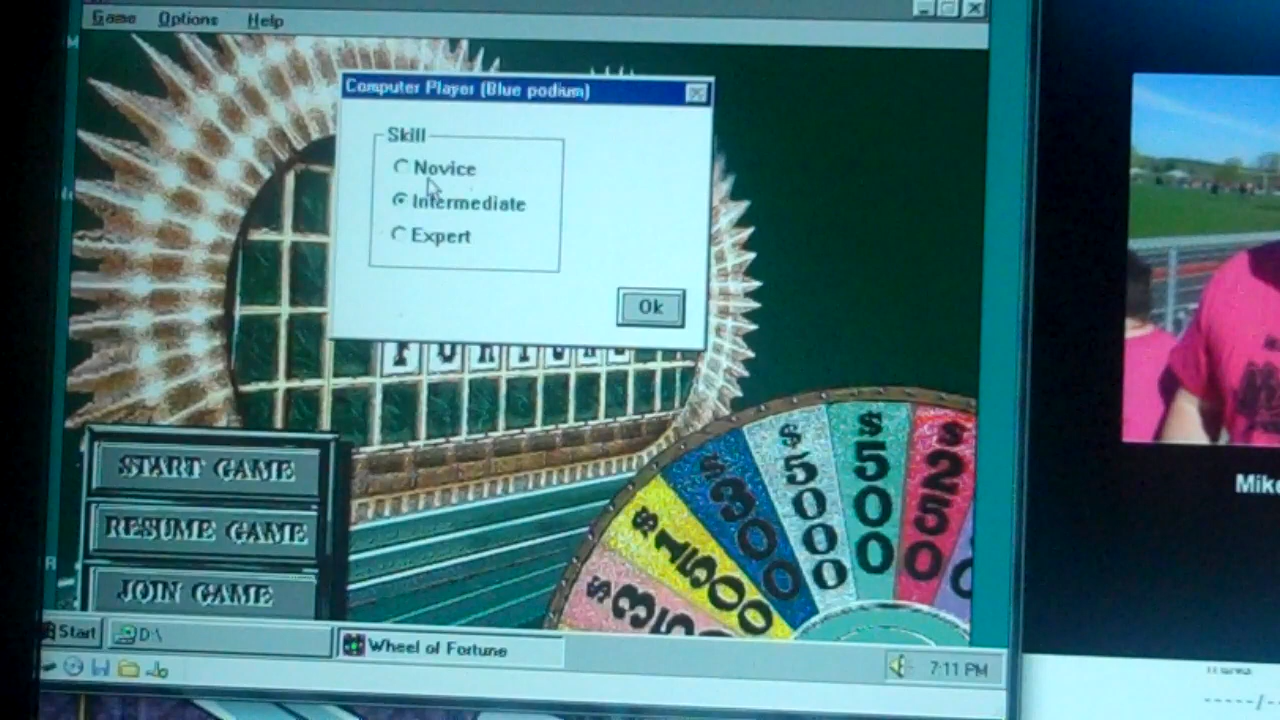 Game Options Help
Computer Player (Blue podium)
Skill
Novice
Intermediate
Expert
Ok
START GAME
RESUME GAME
JOIN GAME
$1500
$300
$5000
$500
$250
Mike
Start D:\ Wheel of Fortune 7:11 PM